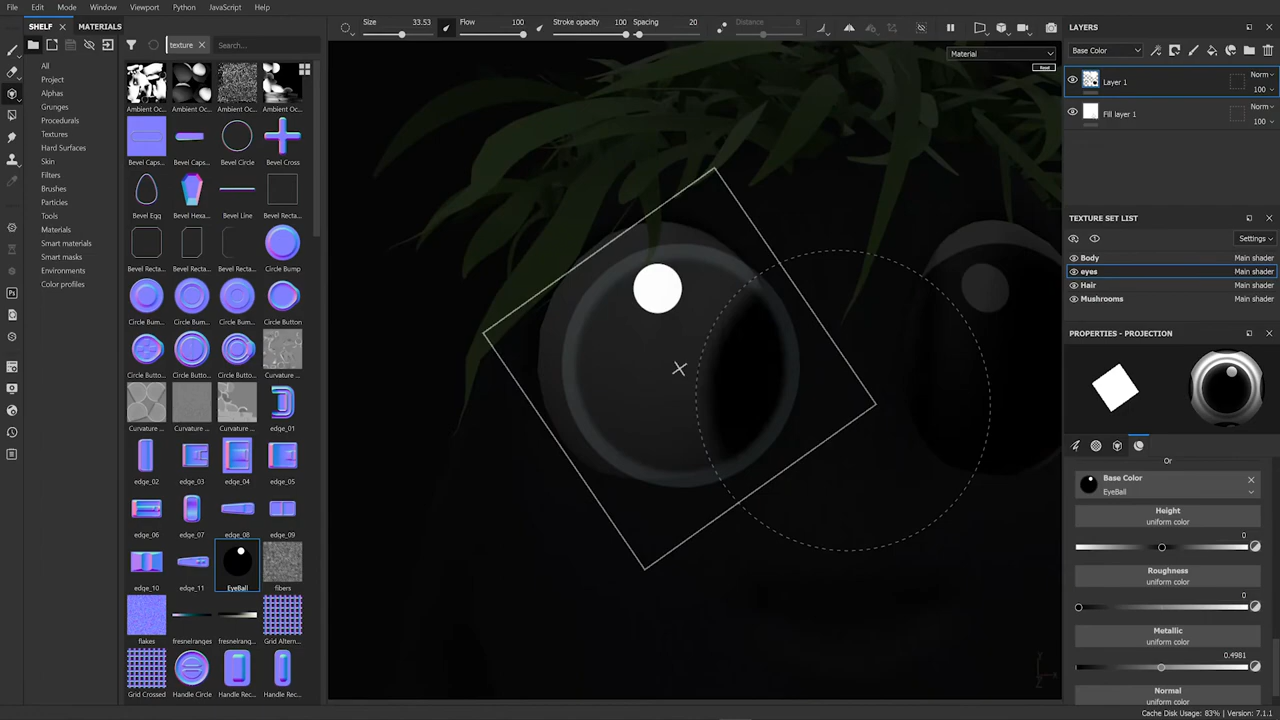 File Edit Mode Window Viewport Python JavaScript Help
SHELF MATERIALS
Size 33.53 Flow 100 Stroke opacity 100 Spacing 20 Distance 8
texture Search...
All
Project
Alphas
Grunges
Procedurals
Textures
Hard Surfaces
Skin
Filters
Brushes
Particles
Tools
Materials
Smart materials
Smart masks
Environments
Color profiles
Ambient Oc... Ambient Oc... Ambient Oc... Ambient Oc...
Bevel Caps... Bevel Caps... Bevel Circle Bevel Cross
Bevel Egg Bevel Hexa... Bevel Line Bevel Recta...
Bevel Recta... Bevel Recta... Bevel Recta... Circle Bump
Circle Bum... Circle Bum... Circle Bum... Circle Button
Circle Butto... Circle Butto... Circle Butto... Curvature ...
Curvature ... Curvature ... Curvature ... edge_01
edge_02 edge_03 edge_04 edge_05
edge_06 edge_07 edge_08 edge_09
edge_10 edge_11 EyeBall fibers
flakes fresnelranges fresnelrang... Grid Altern...
Grid Crossed Handle Circle Handle Rec... Handle Rec...
Material
LAYERS
Base Color
Layer 1 Norm 100
Fill layer 1 Norm 100
TEXTURE SET LIST
Settings
Body Main shader
eyes Main shader
Hair Main shader
Mushrooms Main shader
PROPERTIES - PROJECTION
Or
Base Color
EyeBall
Height
uniform color
0
Roughness
uniform color
0
Metallic
uniform color
0.4981
Normal
uniform color
Cache Disk Usage: 83% | Version: 7.1.1